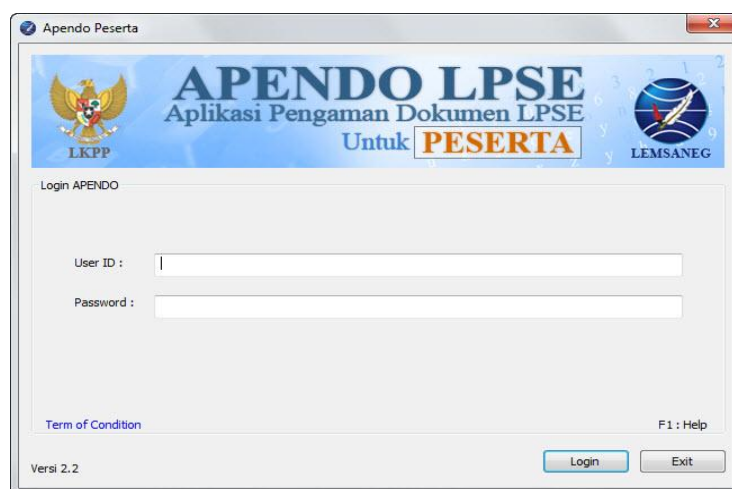 Apendo Peserta
APENDO LPSE
Aplikasi Pengaman Dokumen LPSE
Untuk PESERTA
LKPP
LEMSANEG
Login APENDO
User ID :
Password :
Term of Condition
F1 : Help
Versi 2.2
Login
Exit